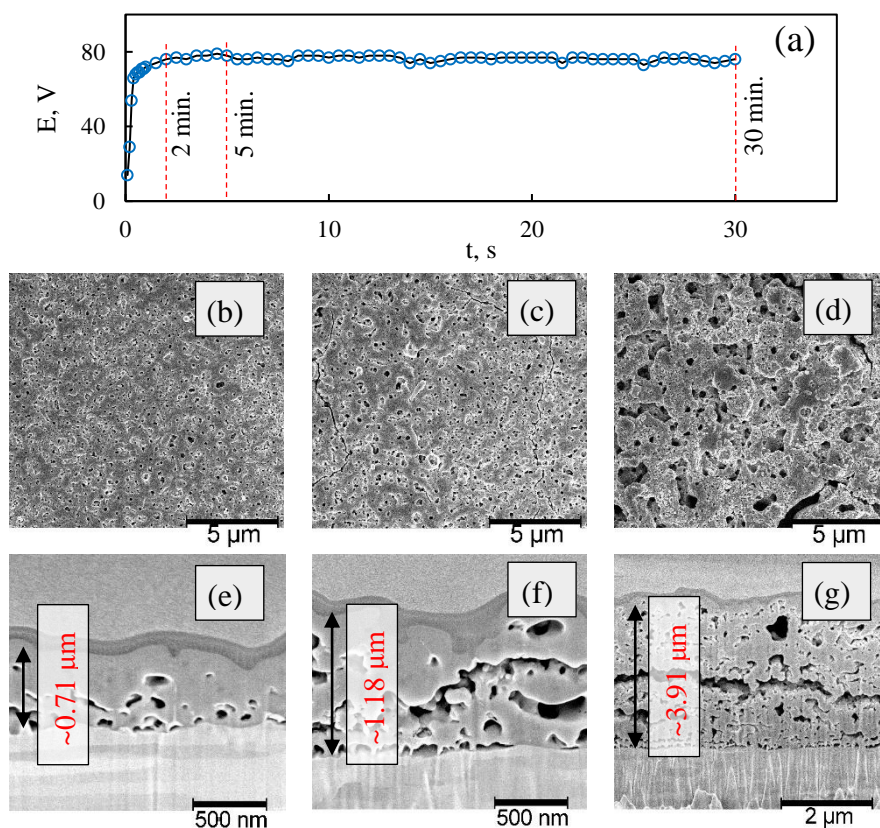 (a)
80
40
0
E, V
2 min.
5 min.
30 min.
0 10 20 30
t, s
(b)
5 µm
(c)
5 µm
(d)
5 µm
(e)
~0.71 µm
500 nm
(f)
~1.18 µm
500 nm
(g)
~3.91 µm
2 µm